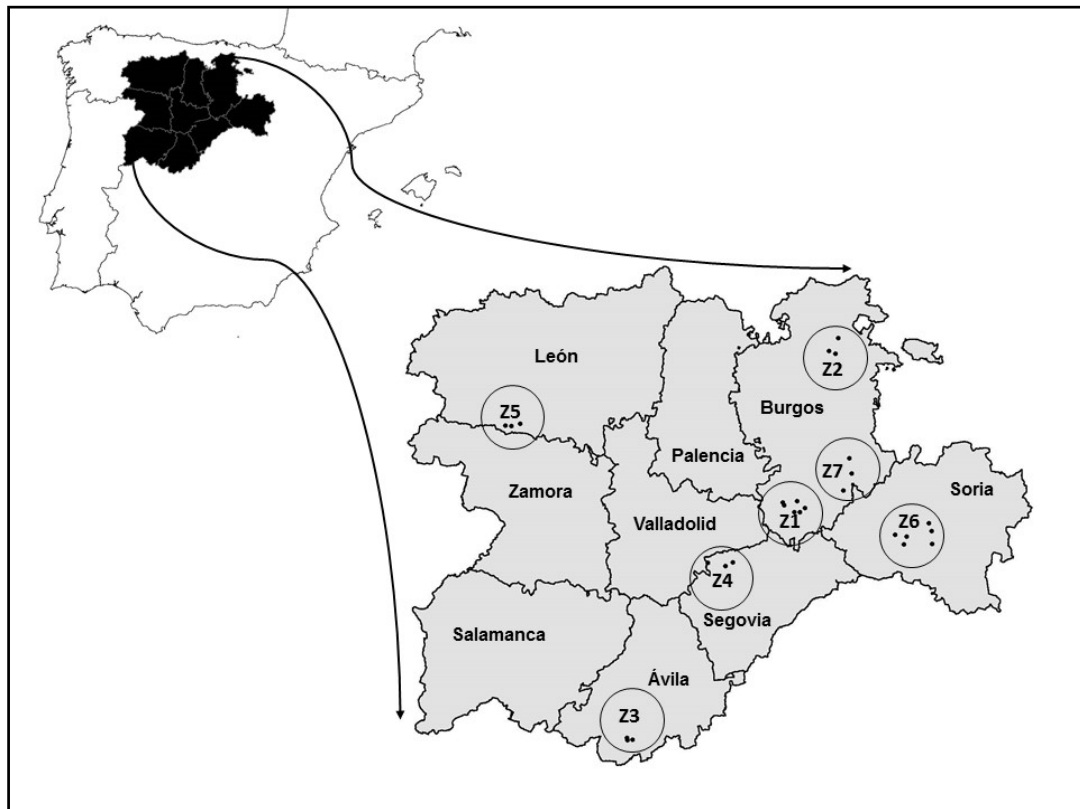 León
Z2
Z5
Burgos
Palencia
Z7
Soria
Zamora
Valladolid
Z1
Z6
Z4
Segovia
Salamanca
Ávila
Z3